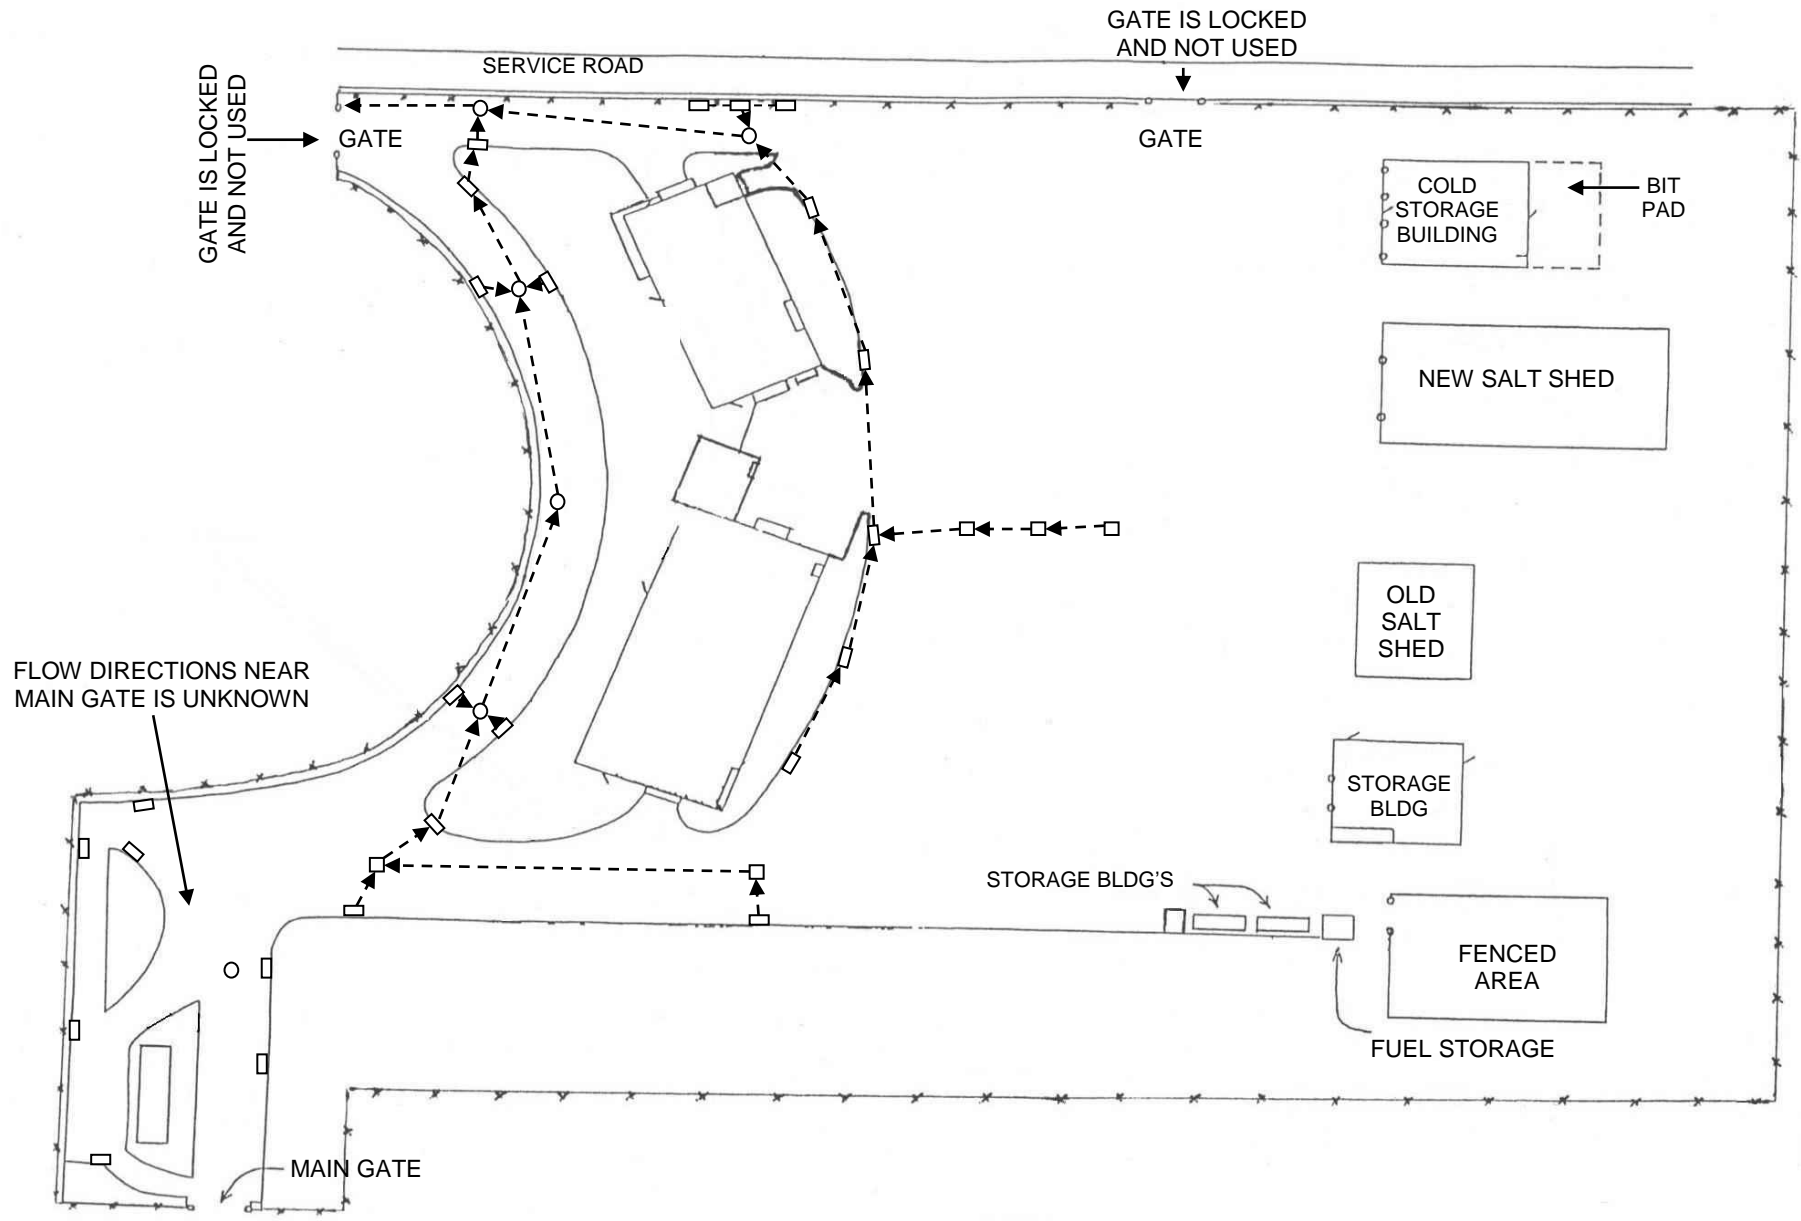 GATE IS LOCKED
AND NOT USED
SERVICE ROAD
GATE IS LOCKED
AND NOT USED
GATE
GATE
COLD
STORAGE
BUILDING
BIT
PAD
NEW SALT SHED
OLD
SALT
SHED
FLOW DIRECTIONS NEAR
MAIN GATE IS UNKNOWN
STORAGE
BLDG
STORAGE BLDG'S
FENCED
AREA
FUEL STORAGE
MAIN GATE